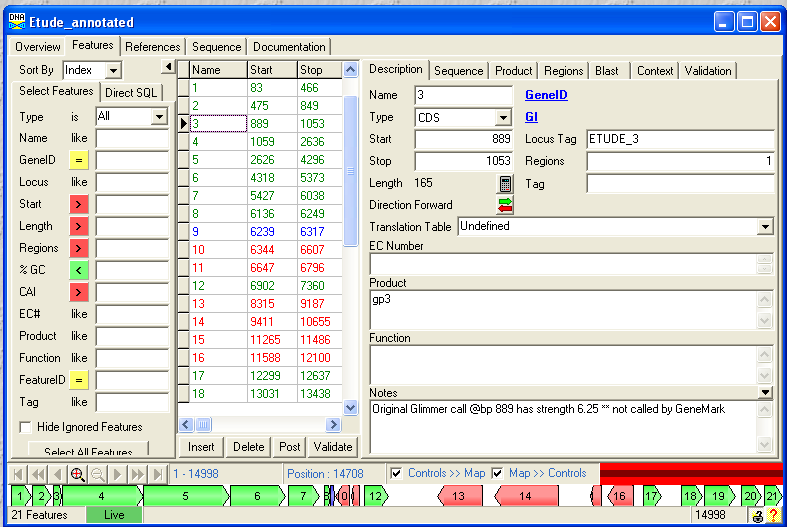 Etude_annotated
Overview Features References Sequence Documentation
Sort By Index
Select Features Direct SQL
Type is All
Name like
GeneID =
Locus like
Start >
Length >
Regions >
% GC <
CAI >
EC# like
Product like
Function like
FeatureID =
Tag like
Hide Ignored Features
Select All Features
Name Start Stop
1 83 466
2 475 849
3 889 1053
4 1059 2636
5 2626 4296
6 4318 5373
7 5427 6038
8 6136 6249
9 6239 6317
10 6344 6607
11 6647 6796
12 6902 7360
13 8315 9187
14 9411 10655
15 11265 11486
16 11588 12100
17 12299 12637
18 13031 13438
Insert Delete Post Validate
Description Sequence Product Regions Blast Context Validation
Name 3 GeneID
Type CDS GI
Start 889 Locus Tag ETUDE_3
Stop 1053 Regions 1
Length 165 Tag
Direction Forward
Translation Table Undefined
EC Number
Product
gp3
Function
Notes
Original Glimmer call @bp 889 has strength 6.25 ** not called by GeneMark
1 - 14998 Position : 14708 Controls >> Map Map >> Controls
1 2 3 4 5 6 7 8 12 13 14 16 17 18 19 20 21
21 Features Live 14998